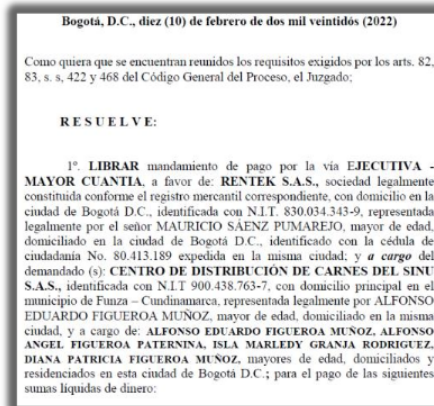 Bogotá, D.C., diez (10) de febrero de dos mil veintidós (2022)
Como quiera que se encuentran reunidos los requisitos exigidos por los arts. 82,
83, s. s, 422 y 468 del Código General del Proceso, el Juzgado;
R E S U E L V E:
1º. LIBRAR mandamiento de pago por la vía EJECUTIVA -
MAYOR CUANTIA, a favor de: RENTEK S.A.S., sociedad legalmente
constituida conforme el registro mercantil correspondiente, con domicilio en la
ciudad de Bogotá D.C., identificada con N.I.T. 830.034.343-9, representada
legalmente por el señor MAURICIO SÁENZ PUMAREJO, mayor de edad,
domiciliado en la ciudad de Bogotá D.C., identificado con la cédula de
ciudadanía No. 80.413.189 expedida en la misma ciudad; y a cargo del
demandado (s): CENTRO DE DISTRIBUCIÓN DE CARNES DEL SINU
S.A.S., identificada con N.I.T 900.438.763-7, con domicilio principal en el
municipio de Funza – Cundinamarca, representada legalmente por ALFONSO
EDUARDO FIGUEROA MUÑOZ, mayor de edad, domiciliado en la misma
ciudad, y a cargo de: ALFONSO EDUARDO FIGUEROA MUÑOZ, ALFONSO
ANGEL FIGUEROA PATERNINA, ISLA MARLEDY GRANJA RODRIGUEZ,
DIANA PATRICIA FIGUEROA MUÑOZ, mayores de edad, domiciliados y
residenciados en esta ciudad de Bogotá D.C.; para el pago de las siguientes
sumas líquidas de dinero: